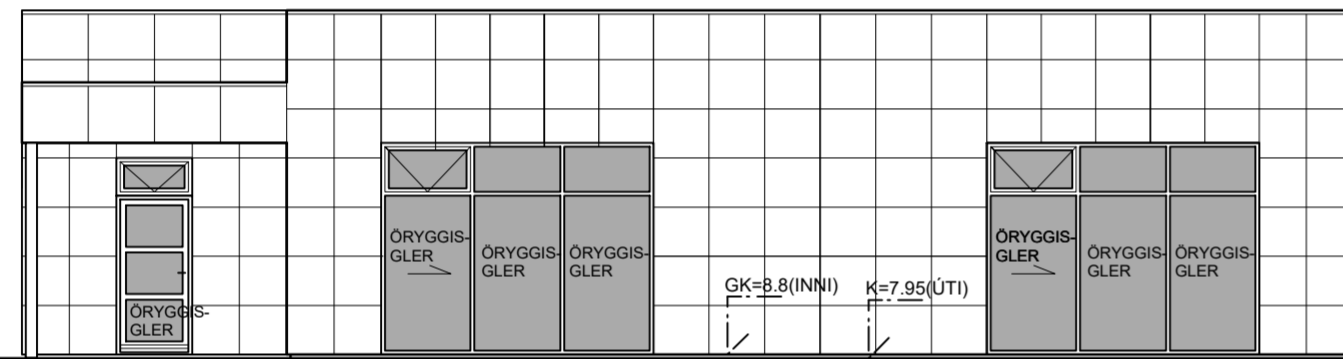 ÖRYGGIS-
GLER
ÖRYGGIS-
GLER
ÖRYGGIS-
GLER
ÖRYGGIS-
GLER
GK=8.8(INNI)
K=7.95(ÚTI)
ÖRYGGIS-
GLER
ÖRYGGIS-
GLER
ÖRYGGIS-
GLER